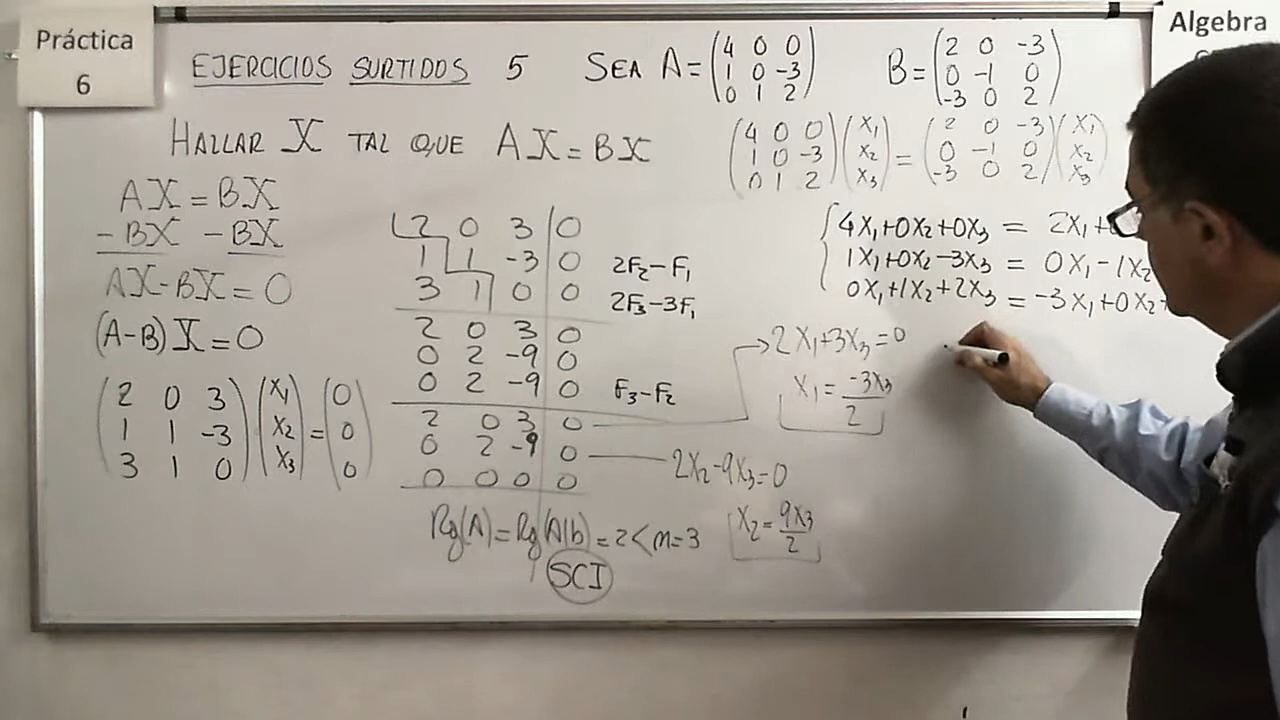 Práctica
6
Algebra
EJERCICIOS SURTIDOS 5 SEA A = (4 0 0; 1 0 -3; 0 1 2) B = (2 0 -3; 0 -1 0; -3 0 2)
HALLAR X TAL QUE AX = BX
(4 0 0; 1 0 -3; 0 1 2)(x₁; x₂; x₃) = (2 0 -3; 0 -1 0; -3 0 2)(x₁; x₂; x₃)
AX = BX
-BX -BX
AX-BX = 0
(A-B)X = 0
(2 0 3; 1 1 -3; 3 1 0)(x₁; x₂; x₃) = (0; 0; 0)
2 0 3 | 0
1 1 -3 | 0 2F₂-F₁
3 1 0 | 0 2F₃-3F₁
2 0 3 | 0
0 2 -9 | 0
0 2 -9 | 0 F₃-F₂
2 0 3 | 0
0 2 -9 | 0
0 0 0 | 0
Rg(A) = Rg(A|b) = 2 < n = 3
SCI
4x₁+0x₂+0x₃ = 2x₁+
1x₁+0x₂-3x₃ = 0x₁-1x₂
0x₁+1x₂+2x₃ = -3x₁+0x₂+
→2x₁+3x₃=0
x₁ = -3x₃/2
2x₂-9x₃=0
x₂ = 9x₃/2